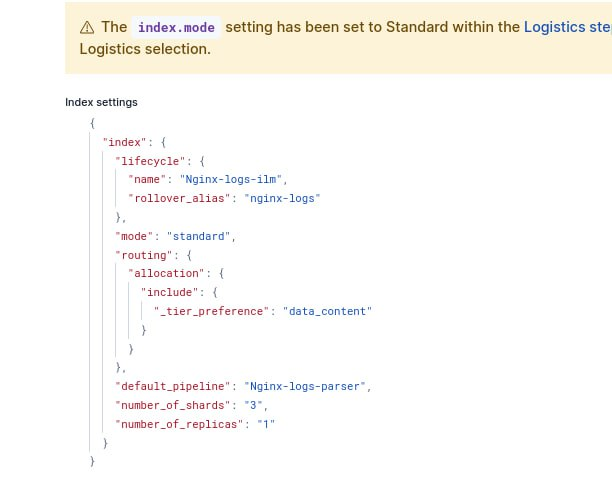 ⚠ The index.mode setting has been set to Standard within the Logistics
Logistics selection.
Index settings
{
"index": {
"lifecycle": {
"name": "Nginx-logs-ilm",
"rollover_alias": "nginx-logs"
},
"mode": "standard",
"routing": {
"allocation": {
"include": {
"_tier_preference": "data_content"
}
}
},
"default_pipeline": "Nginx-logs-parser",
"number_of_shards": "3",
"number_of_replicas": "1"
}
}